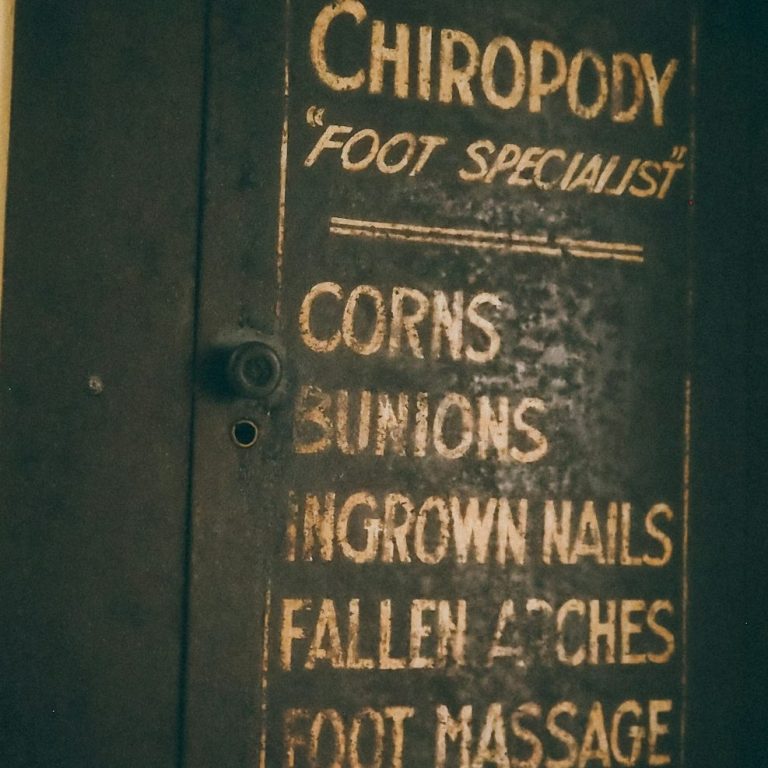 CHIROPODY
"FOOT SPECIALIST"
CORNS
BUNIONS
INGROWN NAILS
FALLEN ARCHES
FOOT MASSAGE